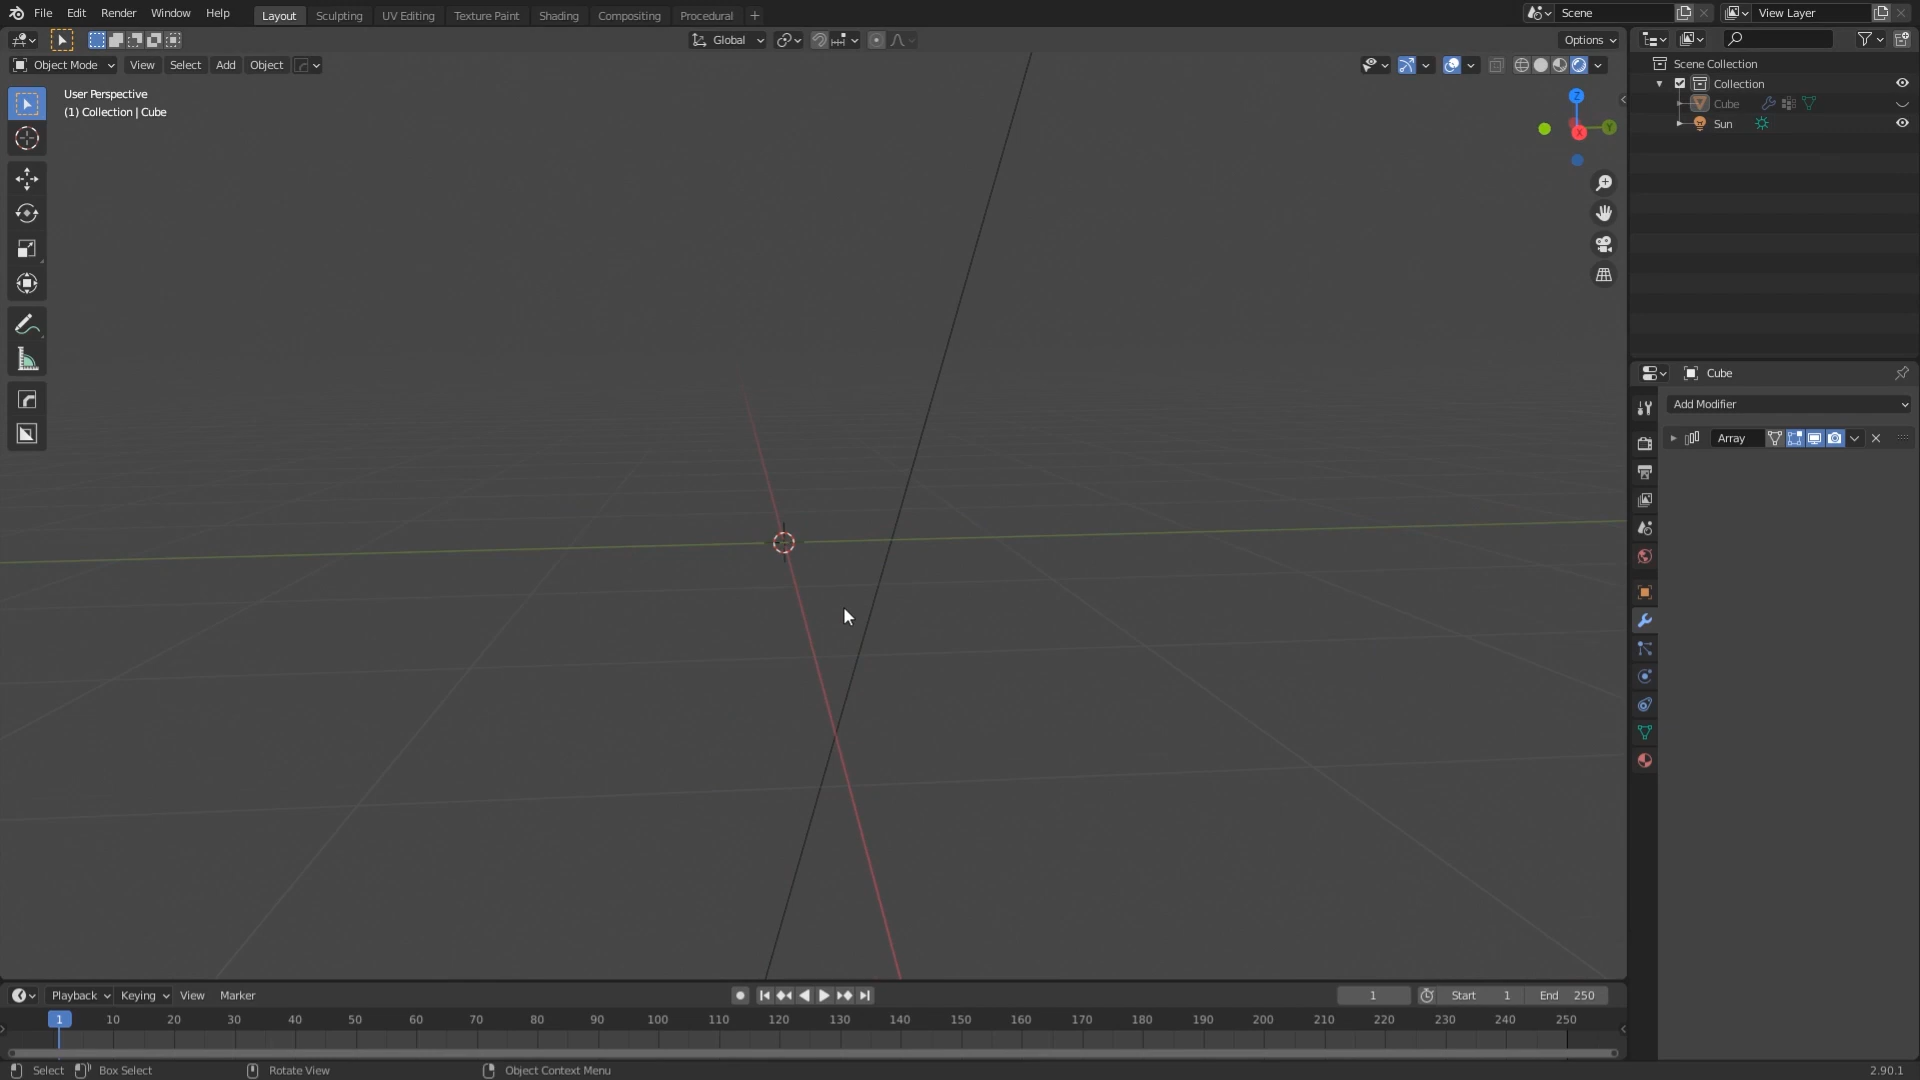 File Edit Render Window Help Layout Sculpting UV Editing Texture Paint Shading Compositing Procedural + Scene View Layer
Global Options
Object Mode View Select Add Object
User Perspective
(1) Collection | Cube
Z
Y
X
Scene Collection
Collection
Cube
Sun
Cube
Add Modifier
Array
Playback Keying View Marker 1 Start 1 End 250
1 10 20 30 40 50 60 70 80 90 100 110 120 130 140 150 160 170 180 190 200 210 220 230 240 250
Select Box Select Rotate View Object Context Menu 2.90.1